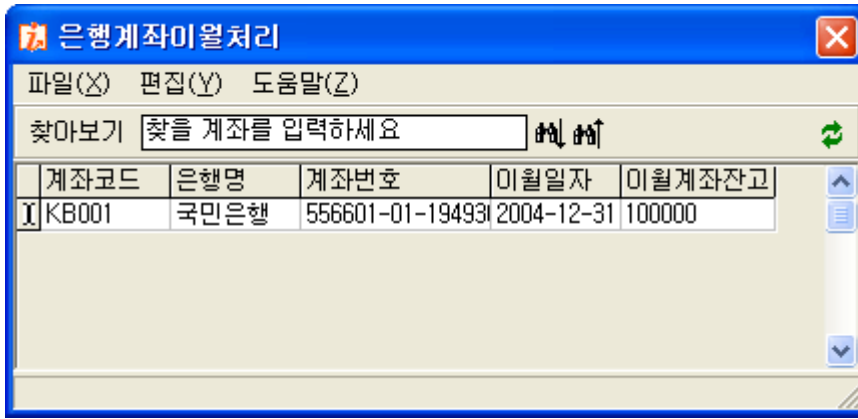 은행계좌이월처리
파일(X) 편집(Y) 도움말(Z)
찾아보기 찾을 계좌를 입력하세요
계좌코드 은행명 계좌번호 이월일자 이월계좌잔고
KB001 국민은행 556601-01-19493 2004-12-31 100000